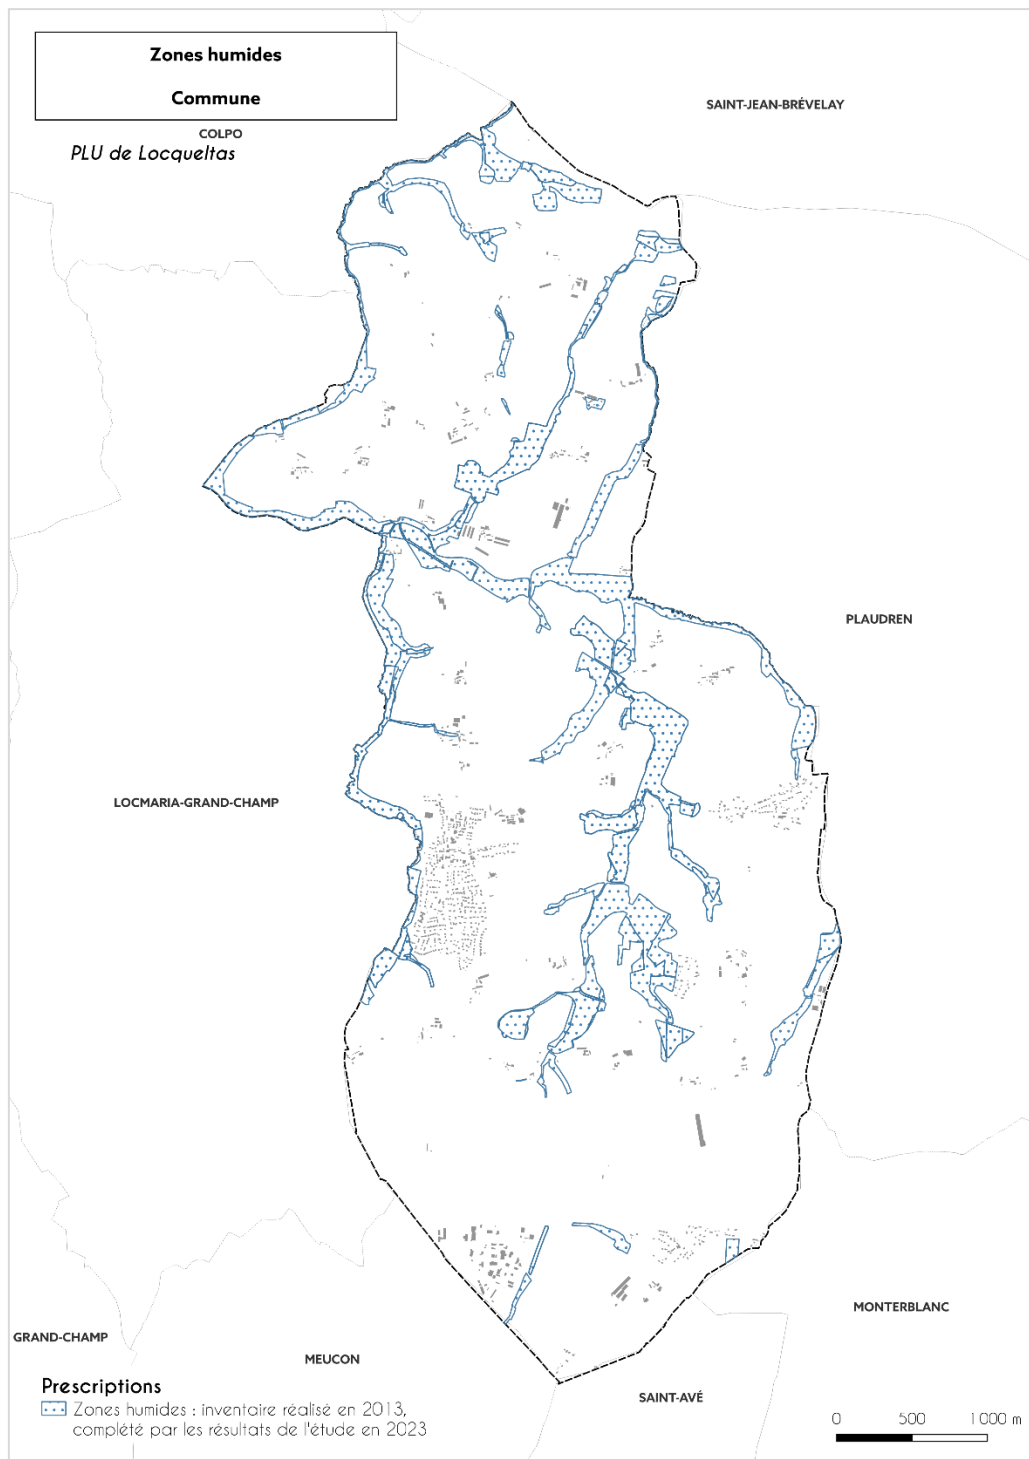 Zones humides
Commune
SAINT-JEAN-BRÉVELAY
COLPO
PLU de Locqueltas
PLAUDREN
LOCMARIA-GRAND-CHAMP
MONTERBLANC
GRAND-CHAMP
MEUCON
SAINT-AVÉ
Prescriptions
Zones humides : inventaire réalisé en 2013,
complété par les résultats de l'étude en 2023
0 500 1 000 m